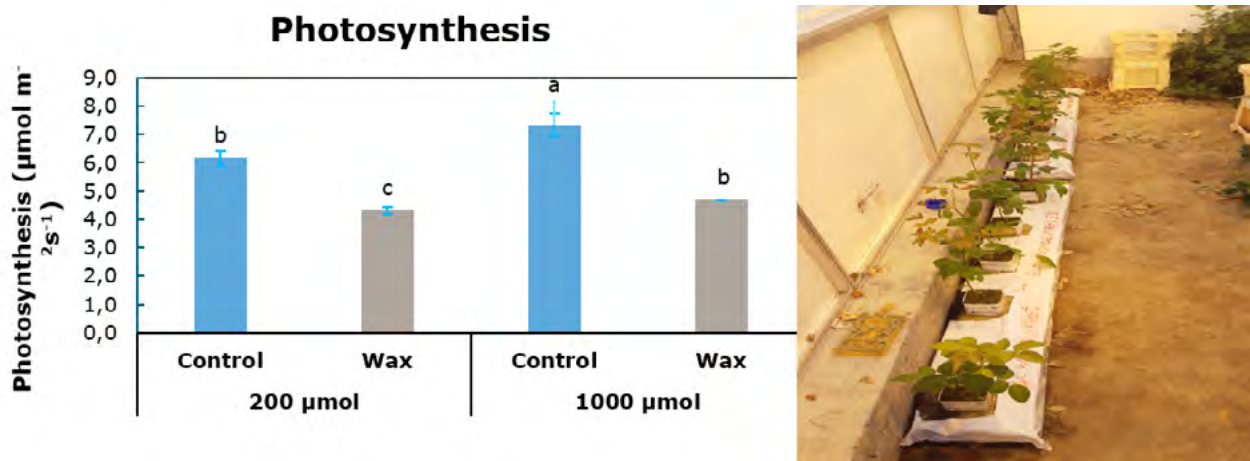 Photosynthesis
Photosynthesis (µmol m⁻
²s⁻¹)
9,0
8,0
7,0
6,0
5,0
4,0
3,0
2,0
1,0
0,0
b
c
a
b
Control Wax Control Wax
200 µmol 1000 µmol